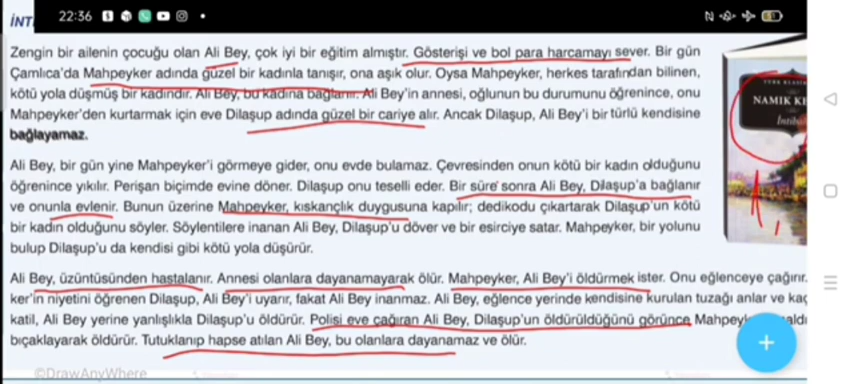 İNT
22:36
Zengin bir ailenin çocuğu olan Ali Bey, çok iyi bir eğitim almıştır. Gösterişi ve bol para harcamayı sever. Bir gün
Çamlıca'da Mahpeyker adında güzel bir kadınla tanışır, ona aşık olur. Oysa Mahpeyker, herkes tarafından bilinen,
kötü yola düşmüş bir kadındır. Ali Bey, bu kadına bağlanır. Ali Bey'in annesi, oğlunun bu durumunu öğrenince, onu
Mahpeyker'den kurtarmak için eve Dilaşup adında güzel bir cariye alır. Ancak Dilaşup, Ali Bey'i bir türlü kendisine
bağlayamaz.
Ali Bey, bir gün yine Mahpeyker'i görmeye gider, onu evde bulamaz. Çevresinden onun kötü bir kadın olduğunu
öğrenince yıkılır. Perişan biçimde evine döner. Dilaşup onu teselli eder. Bir süre sonra Ali Bey, Dilaşup'a bağlanır
ve onunla evlenir. Bunun üzerine Mahpeyker, kıskançlık duygusuna kapılır; dedikodu çıkartarak Dilaşup'un kötü
bir kadın olduğunu söyler. Söylentilere inanan Ali Bey, Dilaşup'u döver ve bir esirciye satar. Mahpeyker, bir yolunu
bulup Dilaşup'u da kendisi gibi kötü yola düşürür.
Ali Bey, üzüntüsünden hastalanır. Annesi olanlara dayanamayarak ölür. Mahpeyker, Ali Bey'i öldürmek ister. Onu eğlenceye çağırır.
ker'in niyetini öğrenen Dilaşup, Ali Bey'i uyarır, fakat Ali Bey inanmaz. Ali Bey, eğlence yerinde kendisine kurulan tuzağı anlar ve kaç
katil, Ali Bey yerine yanlışlıkla Dilaşup'u öldürür. Polisi eve çağıran Ali Bey, Dilaşup'un öldürüldüğünü görünce Mahpey
bıçaklayarak öldürür. Tutuklanıp hapse atılan Ali Bey, bu olanlara dayanamaz ve ölür.
NAMIK KE
İntib
©DrawAnyWhere